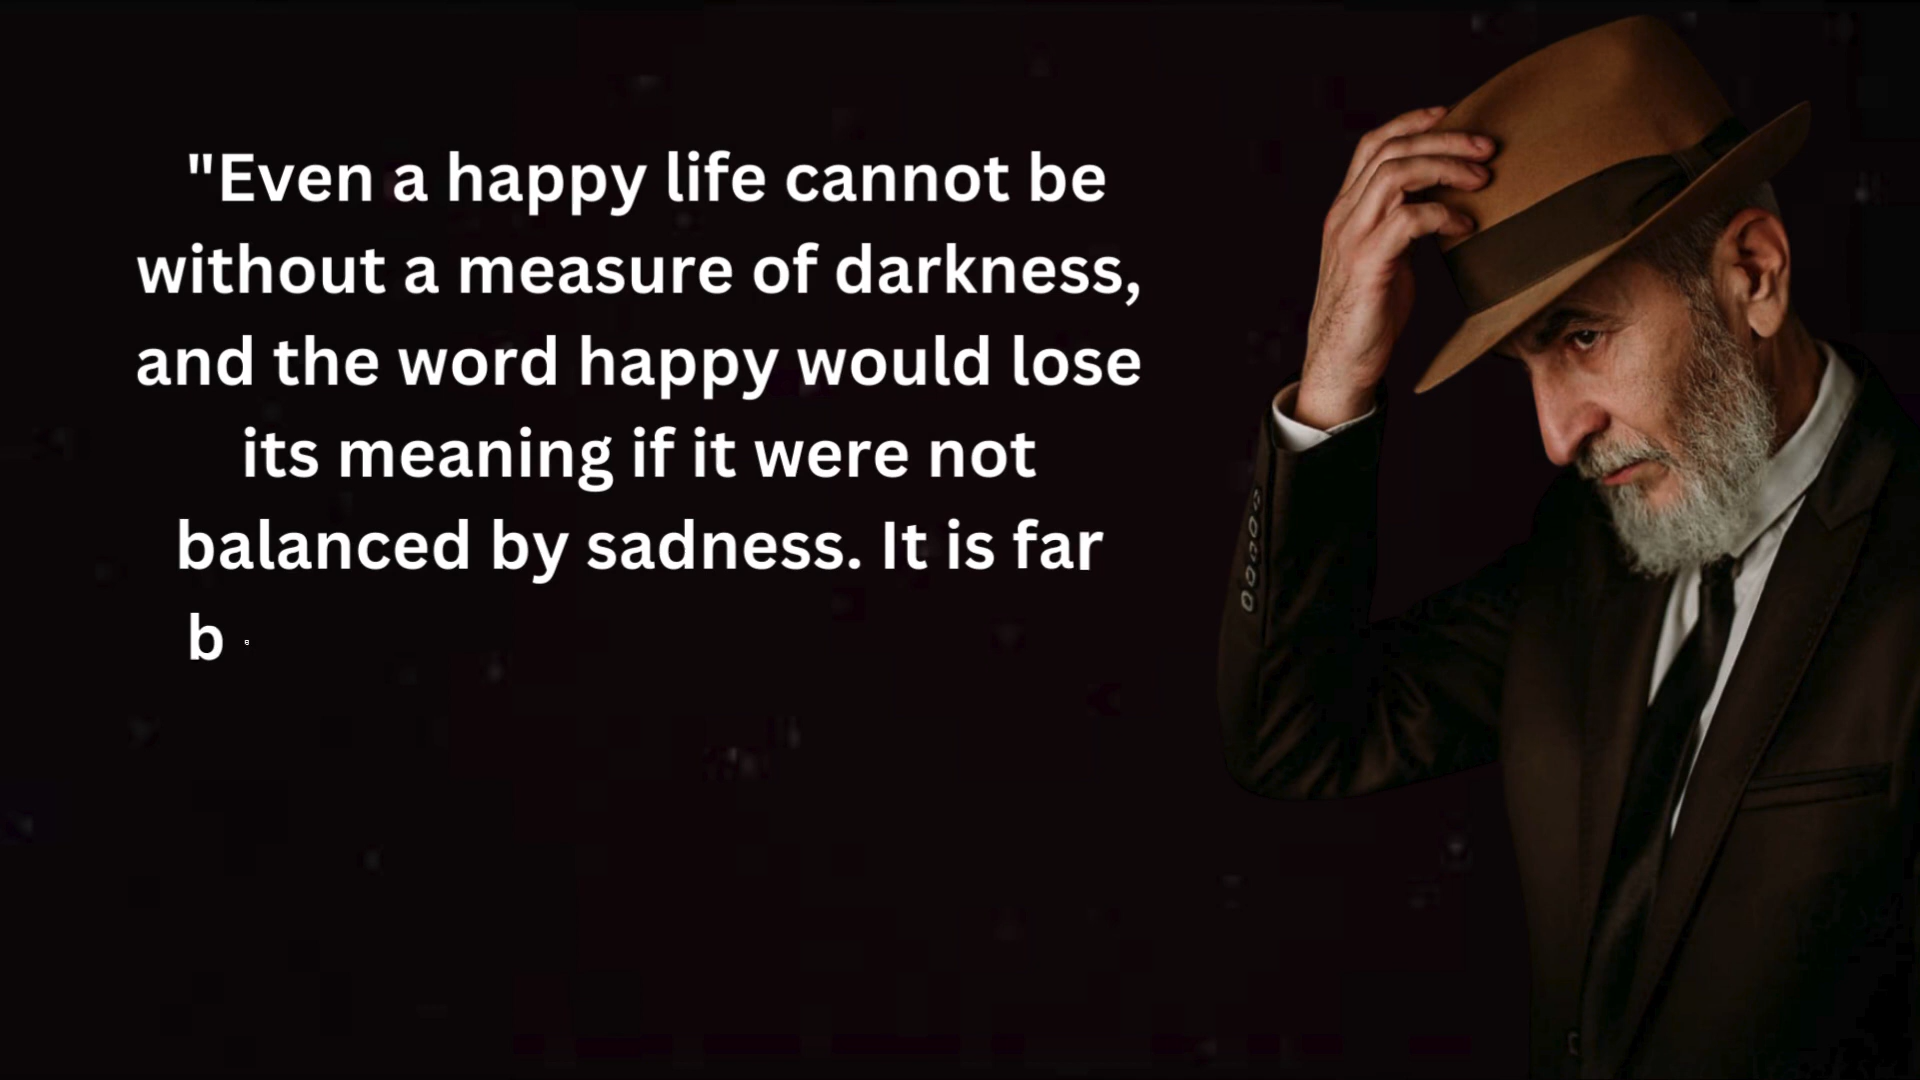 "Even a happy life cannot be
without a measure of darkness,
and the word happy would lose
its meaning if it were not
balanced by sadness. It is far
b